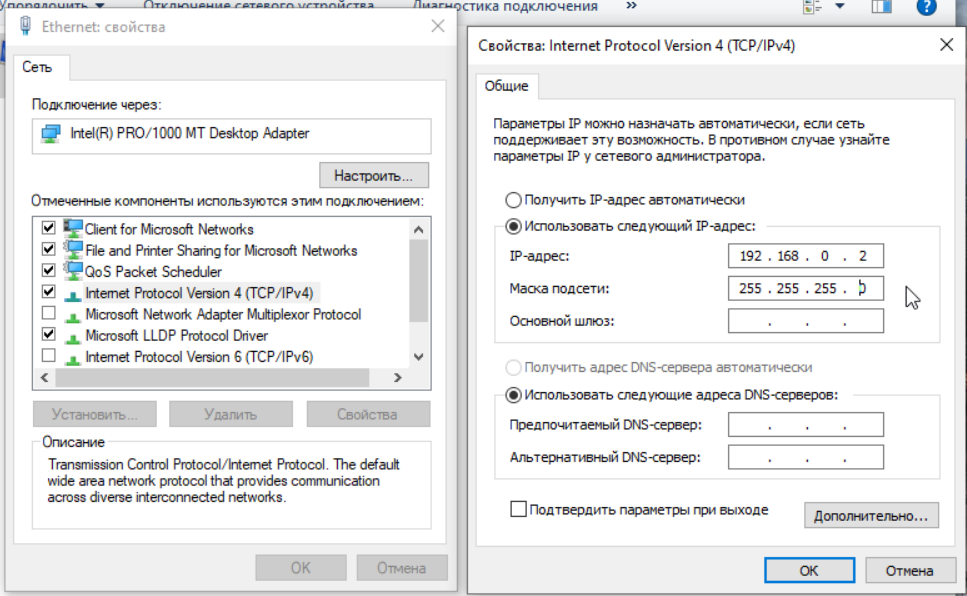 Упорядочить
Отключение сетевого устройства
Диагностика подключения
»
?
Ethernet: свойства
Сеть
Подключение через:
Intel(R) PRO/1000 MT Desktop Adapter
Настроить...
Отмеченные компоненты используются этим подключением:
Client for Microsoft Networks
File and Printer Sharing for Microsoft Networks
QoS Packet Scheduler
Internet Protocol Version 4 (TCP/IPv4)
Microsoft Network Adapter Multiplexor Protocol
Microsoft LLDP Protocol Driver
Internet Protocol Version 6 (TCP/IPv6)
Установить...
Удалить
Свойства
Описание
Transmission Control Protocol/Internet Protocol. The default
wide area network protocol that provides communication
across diverse interconnected networks.
OK
Отмена
Свойства: Internet Protocol Version 4 (TCP/IPv4)
Общие
Параметры IP можно назначать автоматически, если сеть
поддерживает эту возможность. В противном случае узнайте
параметры IP у сетевого администратора.
Получить IP-адрес автоматически
Использовать следующий IP-адрес:
IP-адрес:
192 . 168 . 0 . 2
Маска подсети:
255 . 255 . 255 . 0
Основной шлюз:
. . .
Получить адрес DNS-сервера автоматически
Использовать следующие адреса DNS-серверов:
Предпочитаемый DNS-сервер:
. . .
Альтернативный DNS-сервер:
. . .
Подтвердить параметры при выходе
Дополнительно...
OK
Отмена